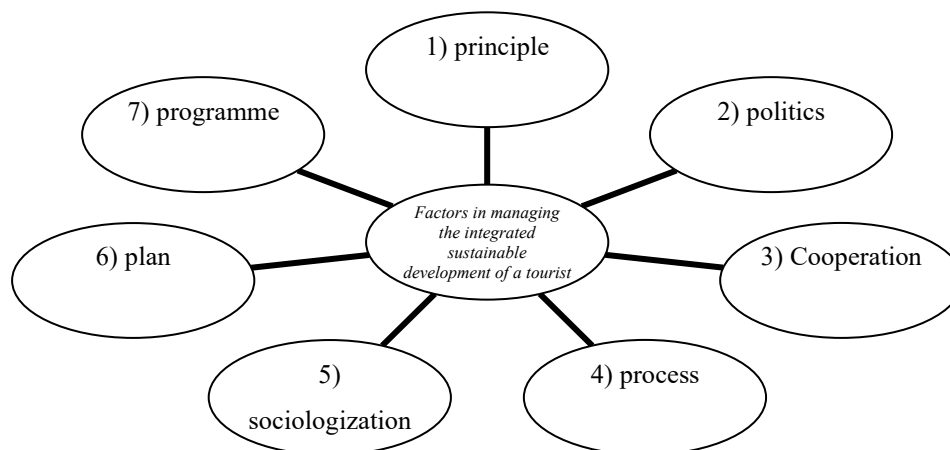 1) principle
7) programme
2) politics
Factors in managing
the integrated
sustainable
development of a tourist
6) plan
3) Cooperation
5)
sociologization
4) process